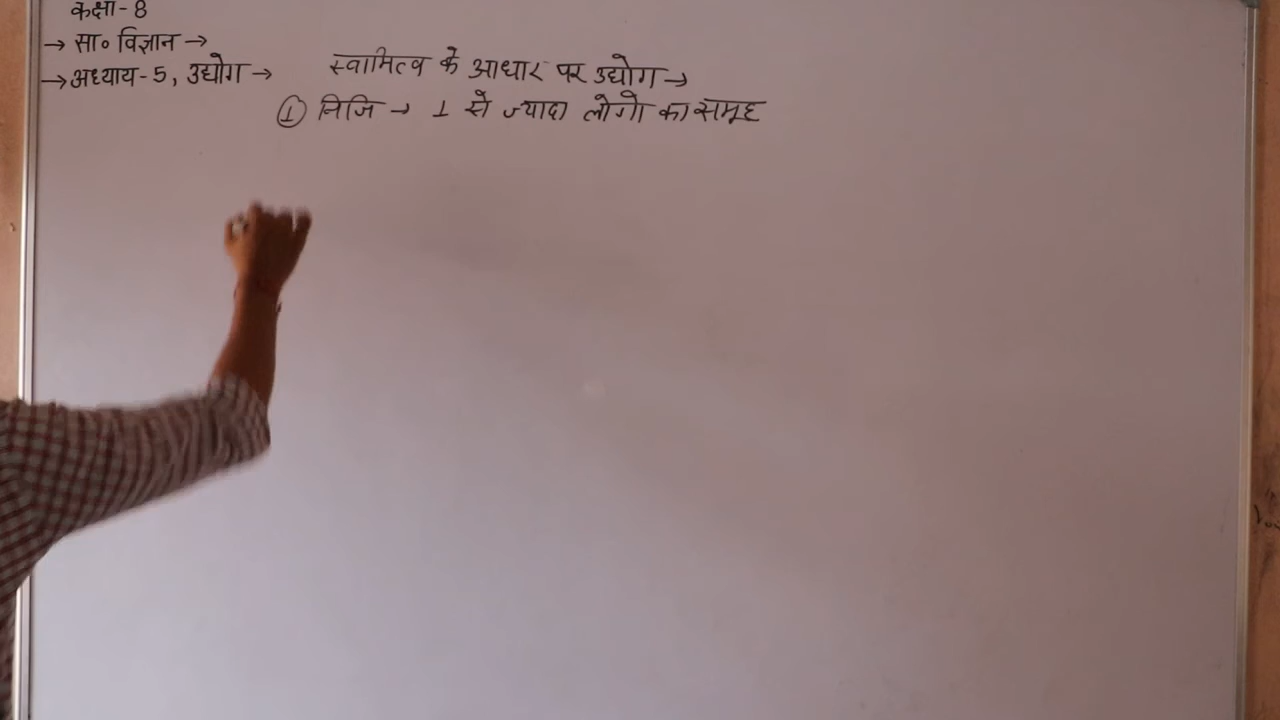 कक्षा - 8
→ सा० विज्ञान →
→ अध्याय - 5, उद्योग →
स्वामित्व के आधार पर उद्योग →
① निजि → 1 से ज्यादा लोगो का समूह